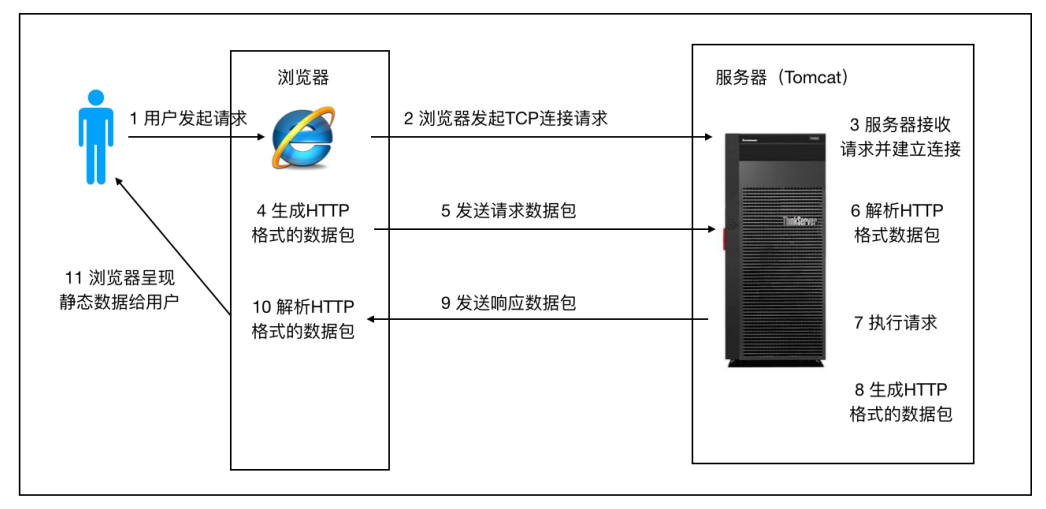 浏览器
服务器（Tomcat）
1 用户发起请求
2 浏览器发起TCP连接请求
3 服务器接收
请求并建立连接
4 生成HTTP
格式的数据包
5 发送请求数据包
6 解析HTTP
格式数据包
ThinkServer
7 执行请求
8 生成HTTP
格式的数据包
9 发送响应数据包
10 解析HTTP
格式的数据包
11 浏览器呈现
静态数据给用户